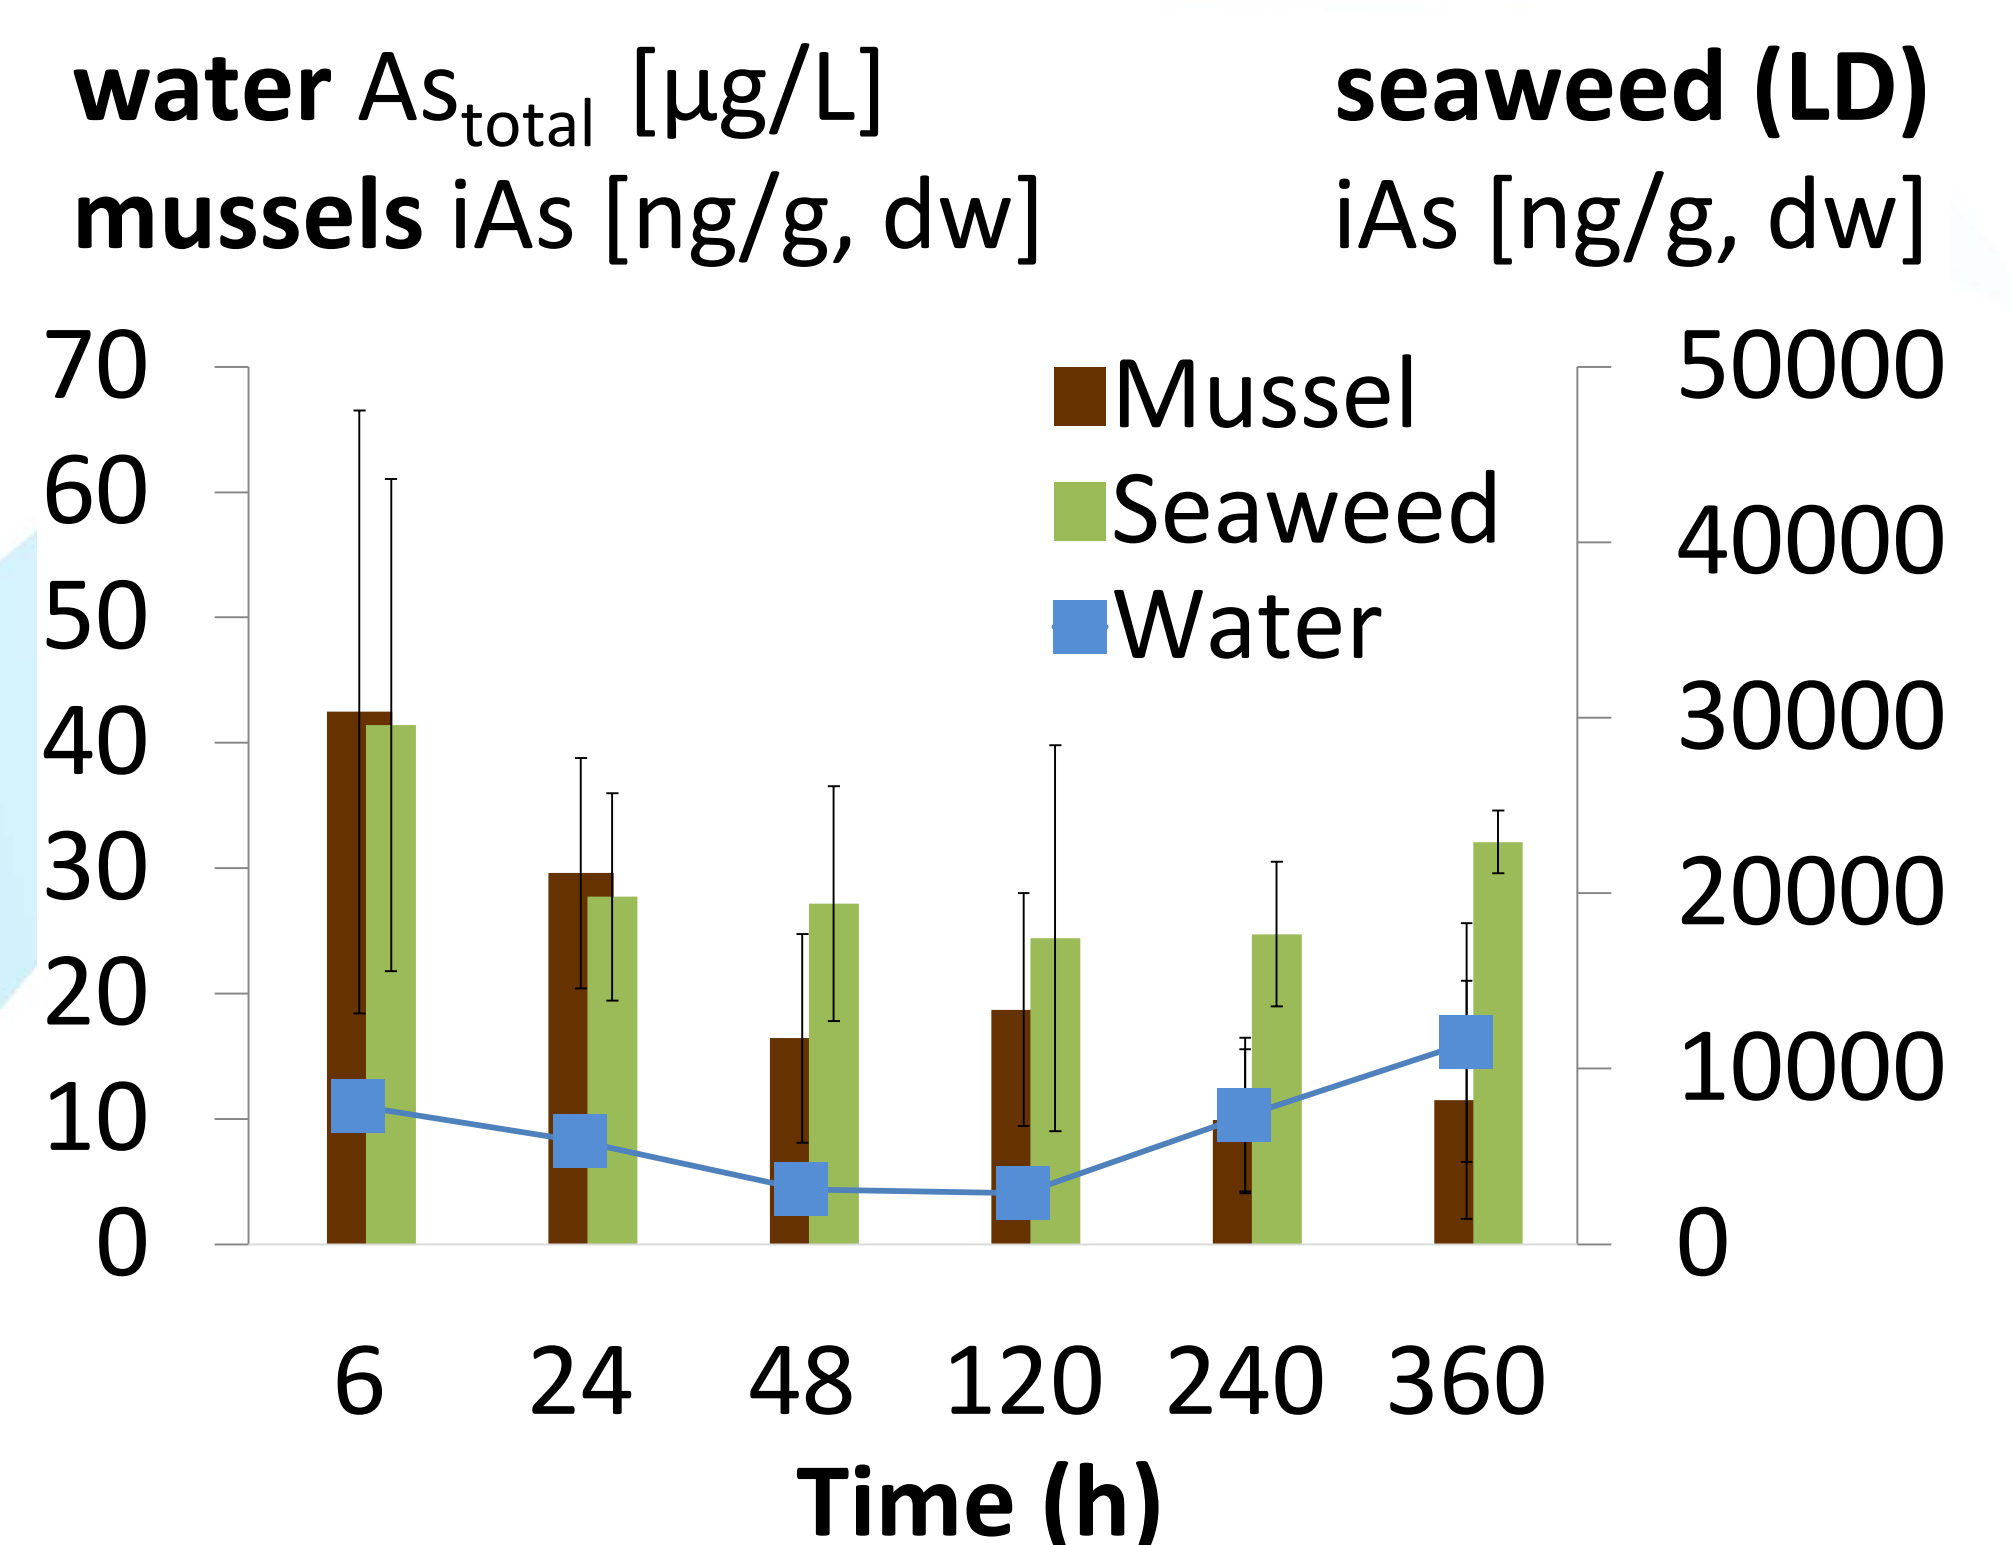 water As_total [µg/L]
mussels iAs [ng/g, dw]
seaweed (LD)
iAs [ng/g, dw]
70
60
50
40
30
20
10
0
Mussel
Seaweed
Water
50000
40000
30000
20000
10000
0
6 24 48 120 240 360
Time (h)